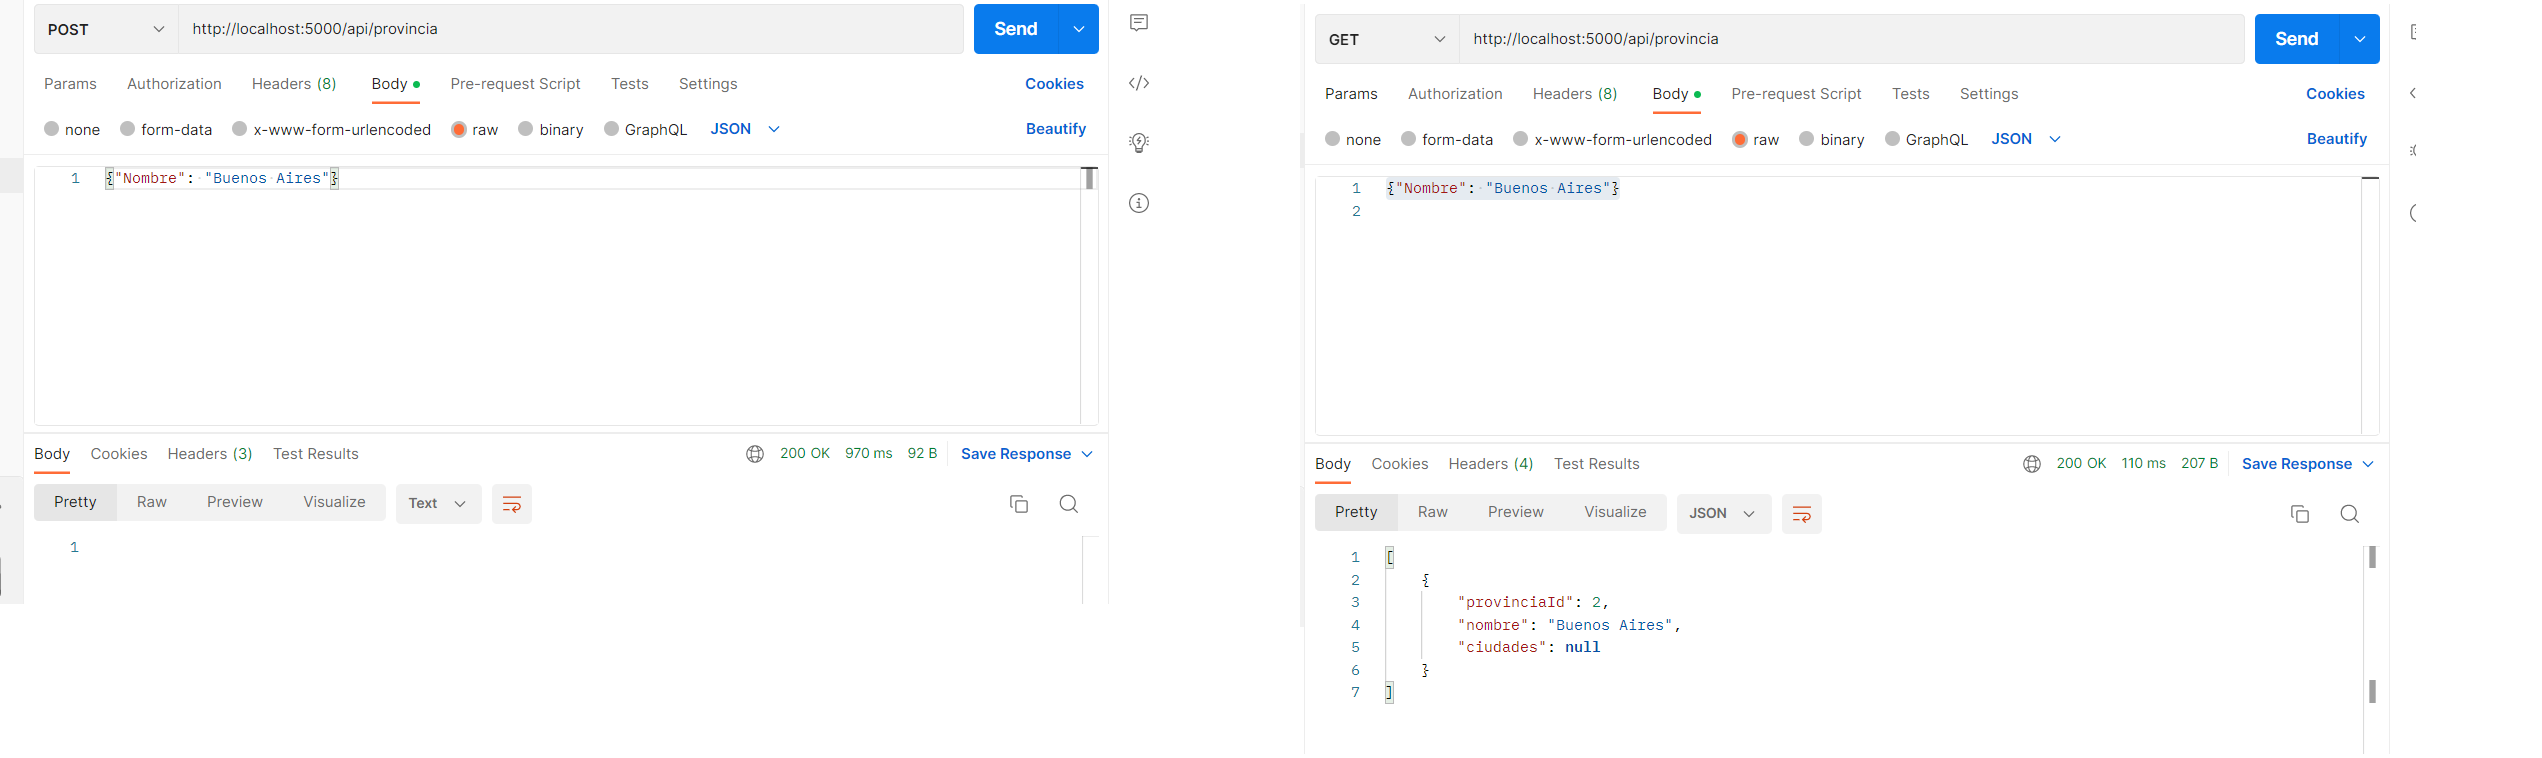 POST http://localhost:5000/api/provincia Send
Params Authorization Headers (8) Body Pre-request Script Tests Settings Cookies
none form-data x-www-form-urlencoded raw binary GraphQL JSON Beautify
1 {"Nombre": "Buenos Aires"}
Body Cookies Headers (3) Test Results 200 OK 970 ms 92 B Save Response
Pretty Raw Preview Visualize Text
1
GET http://localhost:5000/api/provincia Send
Params Authorization Headers (8) Body Pre-request Script Tests Settings Cookies
none form-data x-www-form-urlencoded raw binary GraphQL JSON Beautify
1 {"Nombre": "Buenos Aires"}
2
Body Cookies Headers (4) Test Results 200 OK 110 ms 207 B Save Response
Pretty Raw Preview Visualize JSON
1 [
2 {
3 "provinciaId": 2,
4 "nombre": "Buenos Aires",
5 "ciudades": null
6 }
7 ]